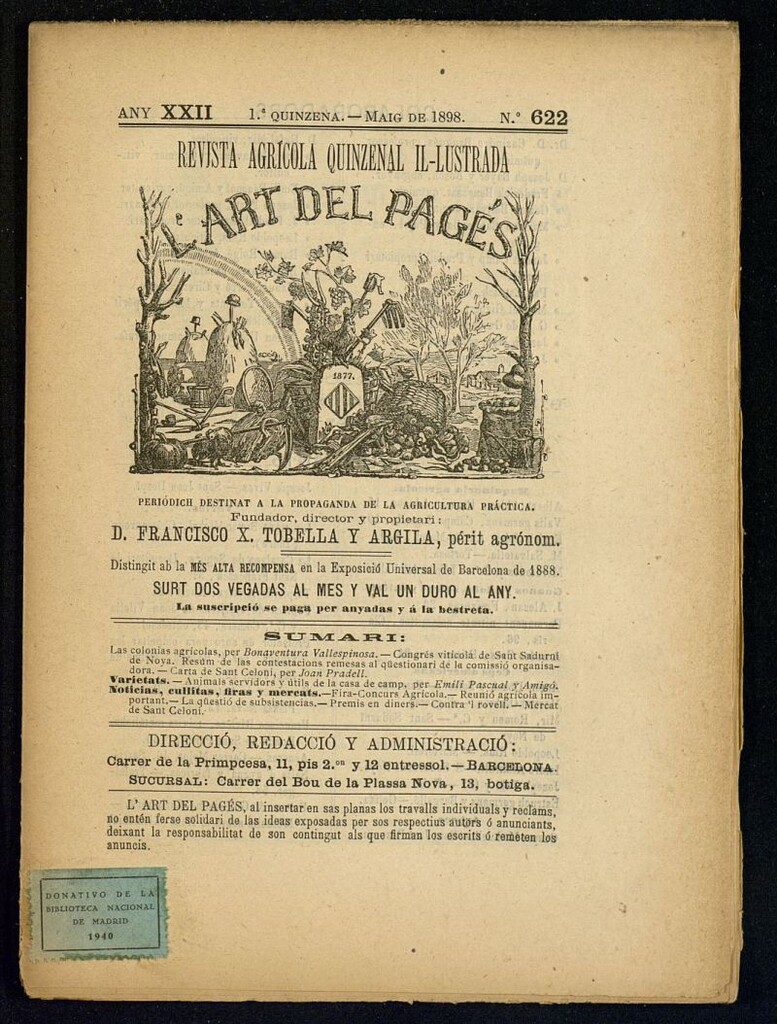 ANY XXII 1.ª QUINZENA. — MAIG DE 1898. N.º 622
REVISTA AGRÍCOLA QUINZENAL IL-LUSTRADA
L' ART DEL PAGÉS
1877.
PERIÓDICH DESTINAT A LA PROPAGANDA DE LA AGRICULTURA PRÁCTICA.
Fundador, director y propietari:
D. FRANCISCO X. TOBELLA Y ARGILA, périt agrónom.
Distingit ab la MÉS ALTA RECOMPENSA en la Exposició Universal de Barcelona de 1888.
SURT DOS VEGADAS AL MES Y VAL UN DURO AL ANY.
La suscripció se paga per anyadas y á la bestreta.
SUMARI:
Las colonias agrícolas, per Bonaventura Vallespinosa. — Congrés vitícola de Sant Sadurní
de Noya. Resúm de las contestacions remesas al qüestionari de la comissió organisa-
dora. — Carta de Sant Celoni, per Joan Pradell.
Varietats. — Animals servidors y útils de la casa de camp, per Emili Pascual y Amigó.
Noticias, cullitas, firas y mercats. — Fira-Concurs Agrícola. — Reunió agrícola im-
portant. — La qüestió de subsistencias. — Premis en diners. — Contra 'l rovell. — Mercat
de Sant Celoni.
DIRECCIÓ, REDACCIÓ Y ADMINISTRACIÓ:
Carrer de la Primpcesa, 11, pis 2.on y 12 entressol. — BARCELONA.
SUCURSAL: Carrer del Bou de la Plassa Nova, 13, botiga.
L' ART DEL PAGÉS, al insertar en sas planas los travalls individuals y reclams,
no entén ferse solidari de las ideas exposadas per sos respectius autors ó anunciants,
deixant la responsabilitat de son contingut als que firman los escrits ó remeten los
anuncis.
DONATIVO DE LA
BIBLIOTECA NACIONAL
DE MADRID
1940